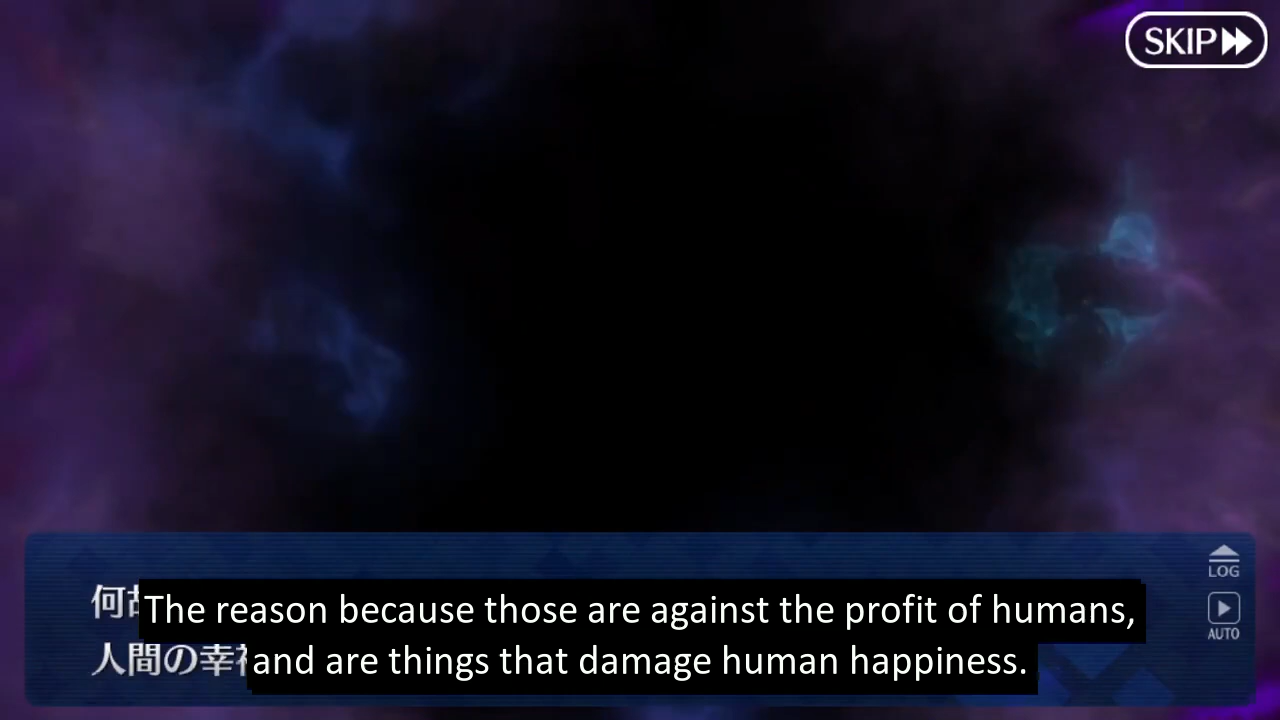 SKIP
LOG
何故
The reason because those are against the profit of humans,
AUTO
人間の幸
and are things that damage human happiness.